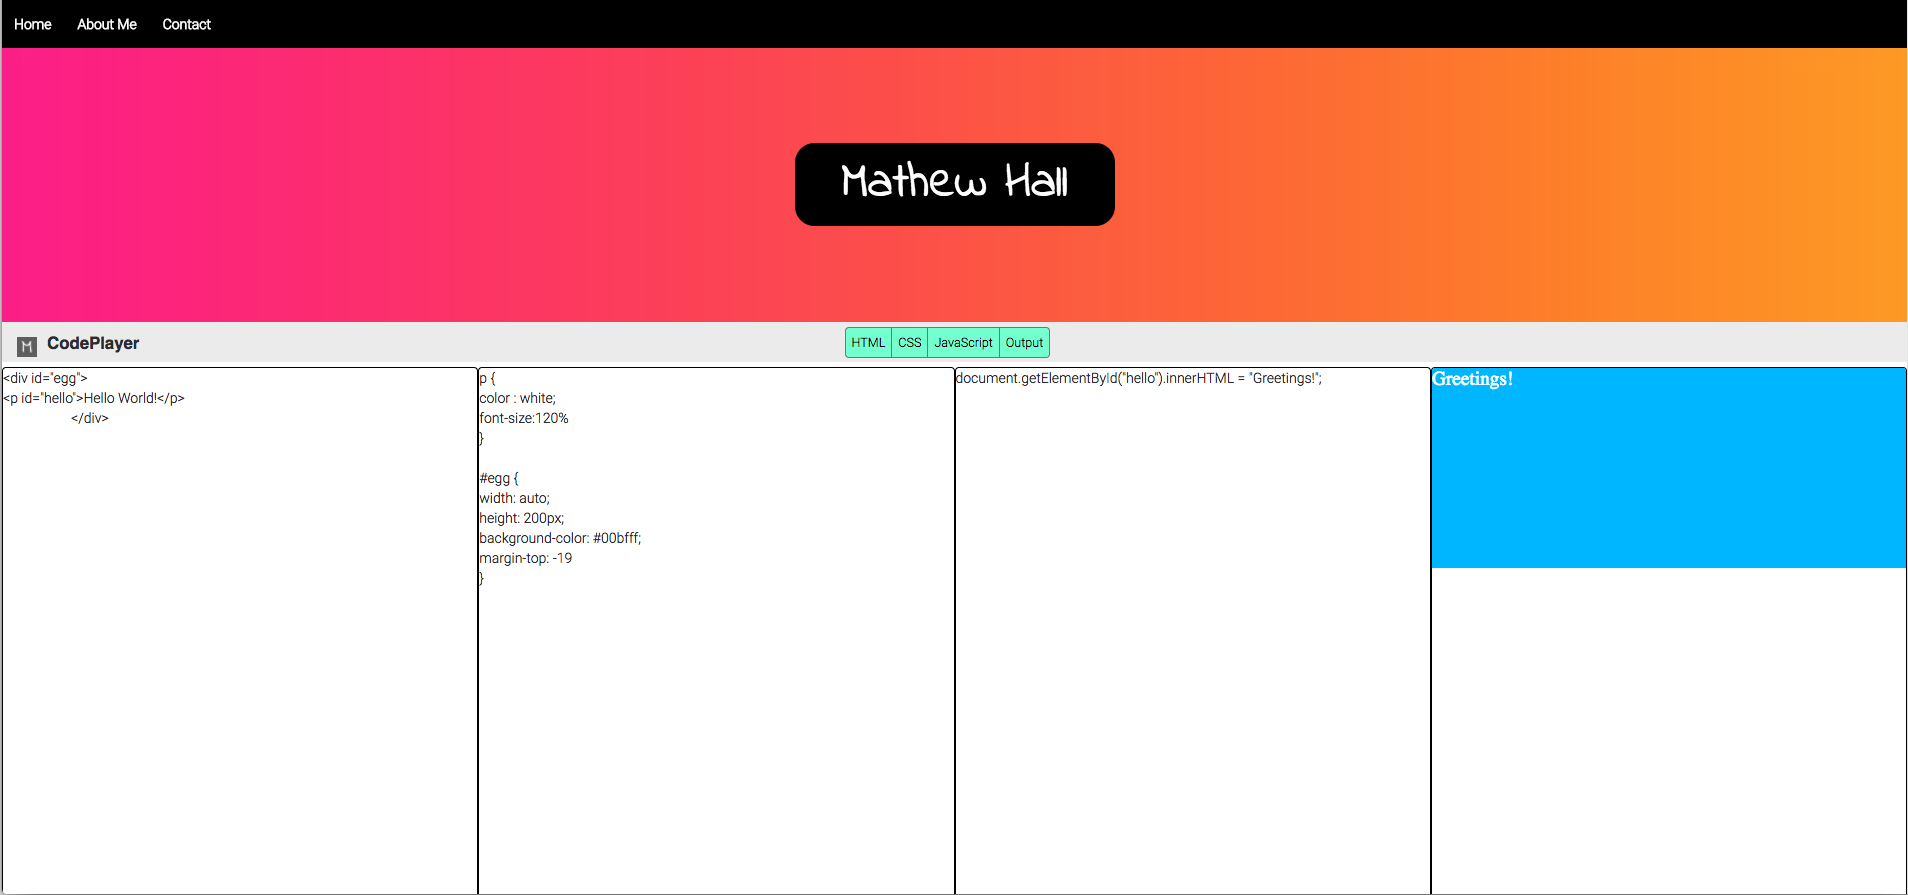 Home About Me Contact
Mathew Hall
M CodePlayer HTML CSS JavaScript Output
<div id="egg">
<p id="hello">Hello World!</p>
</div>
p {
color : white;
font-size:120%
}
#egg {
width: auto;
height: 200px;
background-color: #00bfff;
margin-top: -19
}
document.getElementById("hello").innerHTML = "Greetings!";
Greetings!